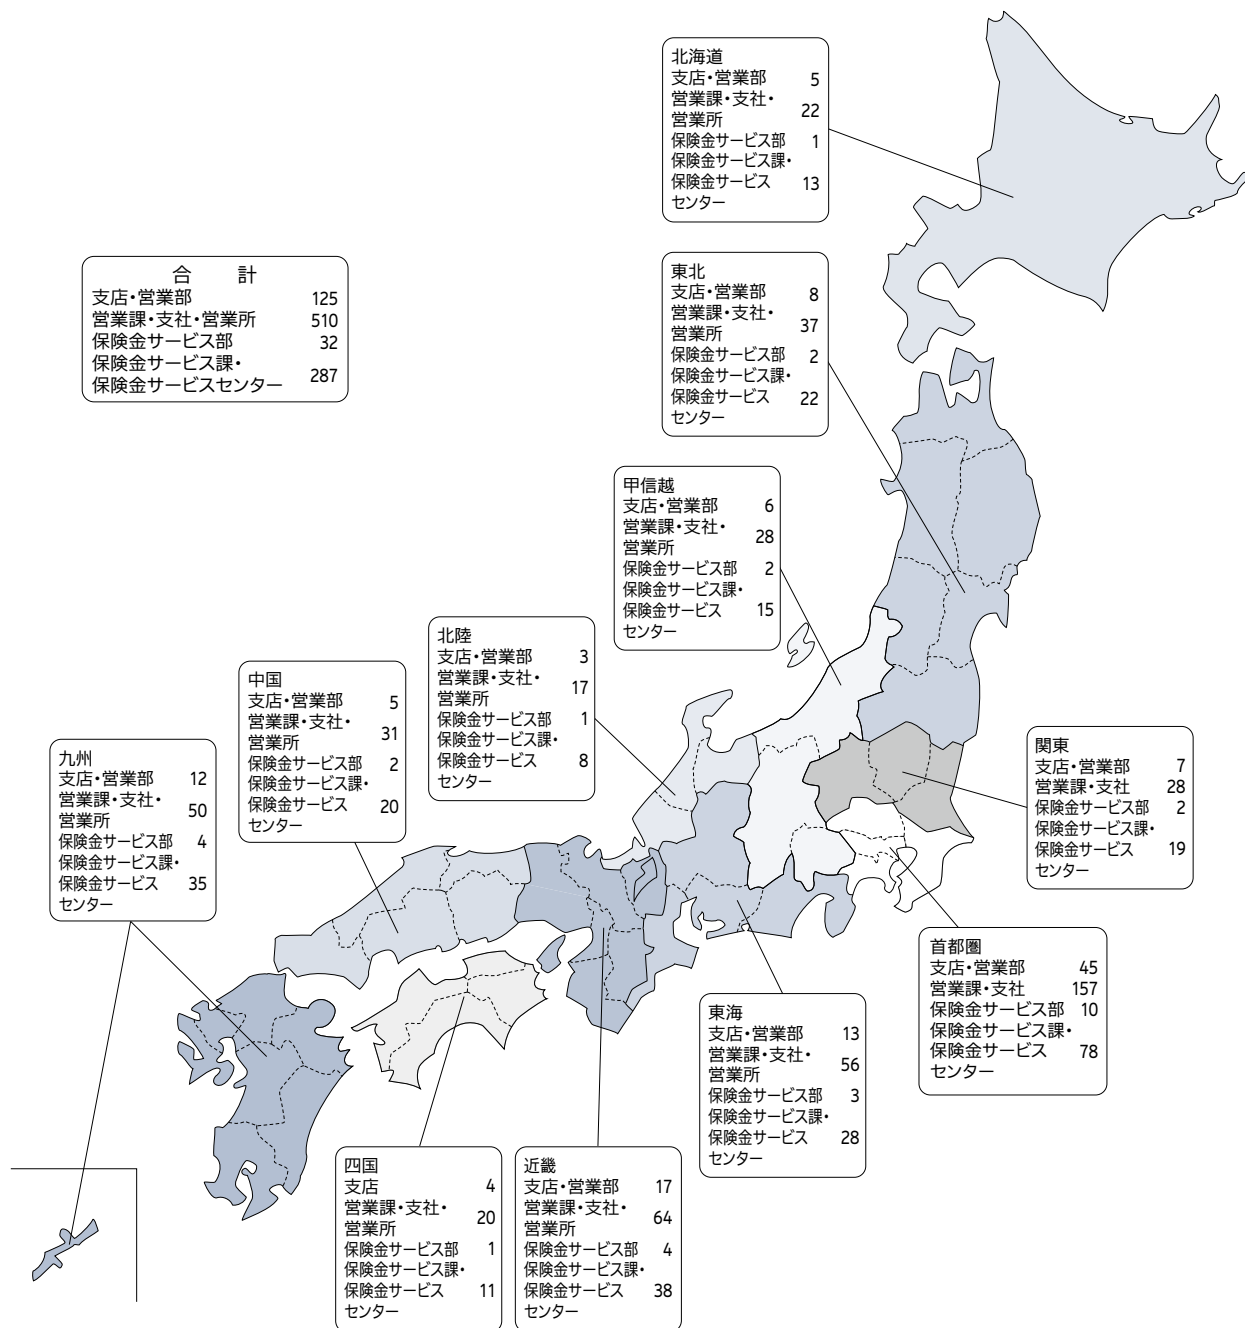 北海道
支店・営業部 5
営業課・支社・
営業所 22
保険金サービス部 1
保険金サービス課・
保険金サービス 13
センター
合 計
支店・営業部 125
営業課・支社・営業所 510
保険金サービス部 32
保険金サービス課・
保険金サービスセンター 287
東北
支店・営業部 8
営業課・支社・
営業所 37
保険金サービス部 2
保険金サービス課・
保険金サービス 22
センター
甲信越
支店・営業部 6
営業課・支社・
営業所 28
保険金サービス部 2
保険金サービス課・
保険金サービス 15
センター
北陸
支店・営業部 3
営業課・支社・
営業所 17
保険金サービス部 1
保険金サービス課・
保険金サービス 8
センター
中国
支店・営業部 5
営業課・支社・
営業所 31
保険金サービス部 2
保険金サービス課・
保険金サービス 20
センター
九州
支店・営業部 12
営業課・支社・
営業所 50
保険金サービス部 4
保険金サービス課・
保険金サービス 35
センター
関東
支店・営業部 7
営業課・支社 28
保険金サービス部 2
保険金サービス課・
保険金サービス 19
センター
首都圏
支店・営業部 45
営業課・支社 157
保険金サービス部 10
保険金サービス課・
保険金サービス 78
センター
東海
支店・営業部 13
営業課・支社・
営業所 56
保険金サービス部 3
保険金サービス課・
保険金サービス 28
センター
四国
支店 4
営業課・支社・
営業所 20
保険金サービス部 1
保険金サービス課・
保険金サービス 11
センター
近畿
支店・営業部 17
営業課・支社・
営業所 64
保険金サービス部 4
保険金サービス課・
保険金サービス 38
センター